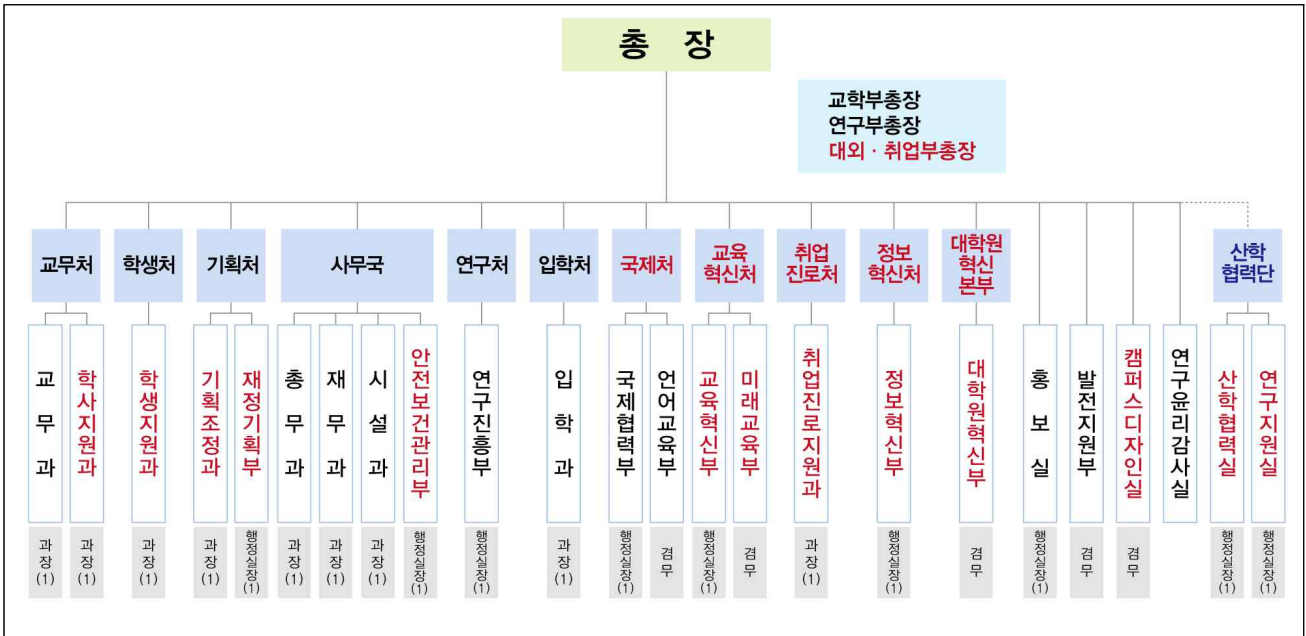 총 장
교학부총장
연구부총장
대외 · 취업부총장
교무처
학생처
기획처
사무국
연구처
입학처
국제처
교육
혁신처
취업
진로처
정보
혁신처
대학원
혁신
본부
산학
협력단
교무과
학사지원과
학생지원과
기획조정과
재정기획부
총무과
재무과
시설과
안전보건관리부
연구진흥부
입학과
국제협력부
언어교육부
교육혁신부
미래교육부
취업진로지원과
정보혁신부
대학원혁신부
홍보실
발전지원부
캠퍼스디자인실
연구윤리감사실
산학협력실
연구지원실
과장(1)
과장(1)
과장(1)
과장(1)
행정실장(1)
과장(1)
과장(1)
과장(1)
행정실장(1)
행정실장(1)
과장(1)
행정실장(1)
겸무
행정실장(1)
겸무
과장(1)
행정실장(1)
겸무
행정실장(1)
겸무
겸무
행정실장(1)
행정실장(1)